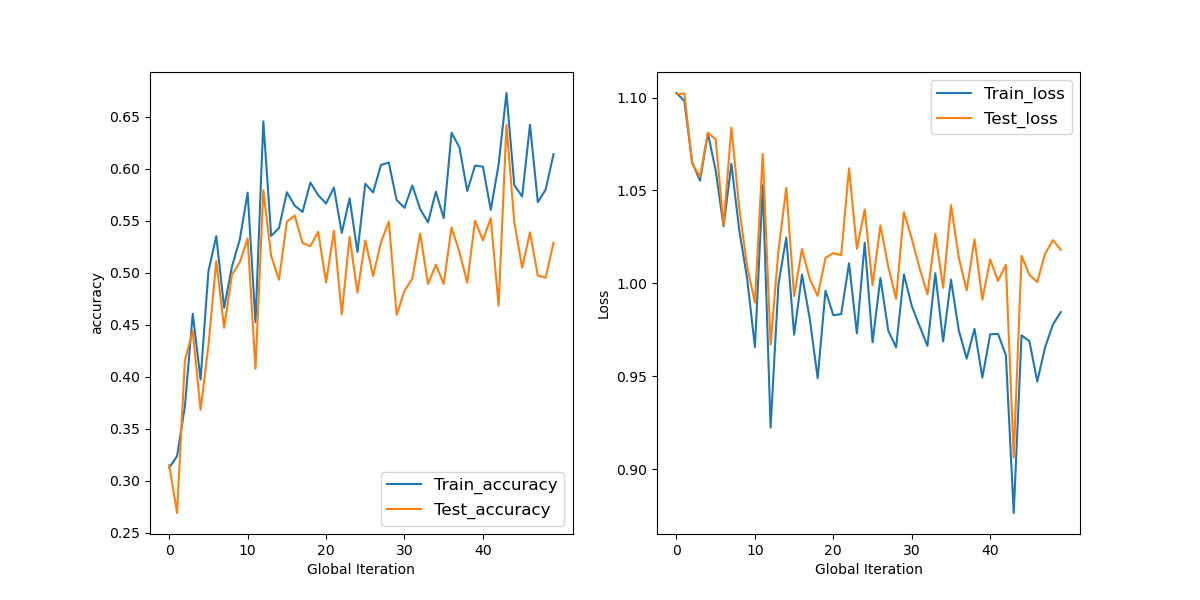 0.65
0.60
0.55
0.50
0.45
0.40
0.35
0.30
0.25
accuracy
0 10 20 30 40
Global Iteration
Train_accuracy
Test_accuracy
1.10
1.05
1.00
0.95
0.90
Loss
0 10 20 30 40
Global Iteration
Train_loss
Test_loss